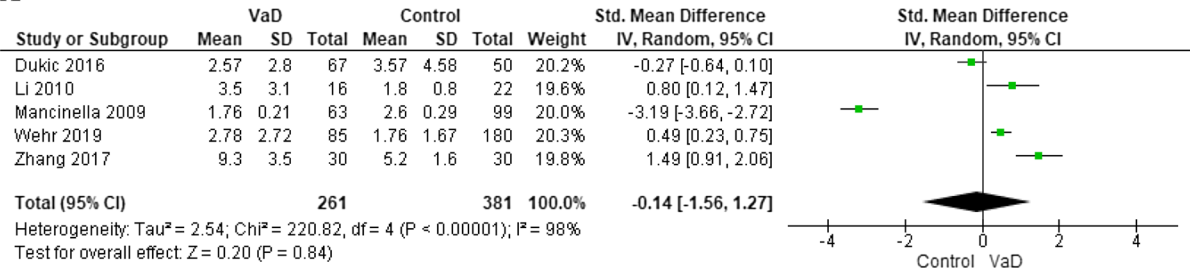 VaD Control Std. Mean Difference Std. Mean Difference
Study or Subgroup Mean SD Total Mean SD Total Weight IV, Random, 95% CI IV, Random, 95% CI
Dukic 2016 2.57 2.8 67 3.57 4.58 50 20.2% -0.27 [-0.64, 0.10]
Li 2010 3.5 3.1 16 1.8 0.8 22 19.6% 0.80 [0.12, 1.47]
Mancinella 2009 1.76 0.21 63 2.6 0.29 99 20.0% -3.19 [-3.66, -2.72]
Wehr 2019 2.78 2.72 85 1.76 1.67 180 20.3% 0.49 [0.23, 0.75]
Zhang 2017 9.3 3.5 30 5.2 1.6 30 19.8% 1.49 [0.91, 2.06]
Total (95% CI) 261 381 100.0% -0.14 [-1.56, 1.27]
Heterogeneity: Tau² = 2.54; Chi² = 220.82, df = 4 (P < 0.00001); I² = 98%
Test for overall effect: Z = 0.20 (P = 0.84)
-4 -2 0 2 4
Control VaD